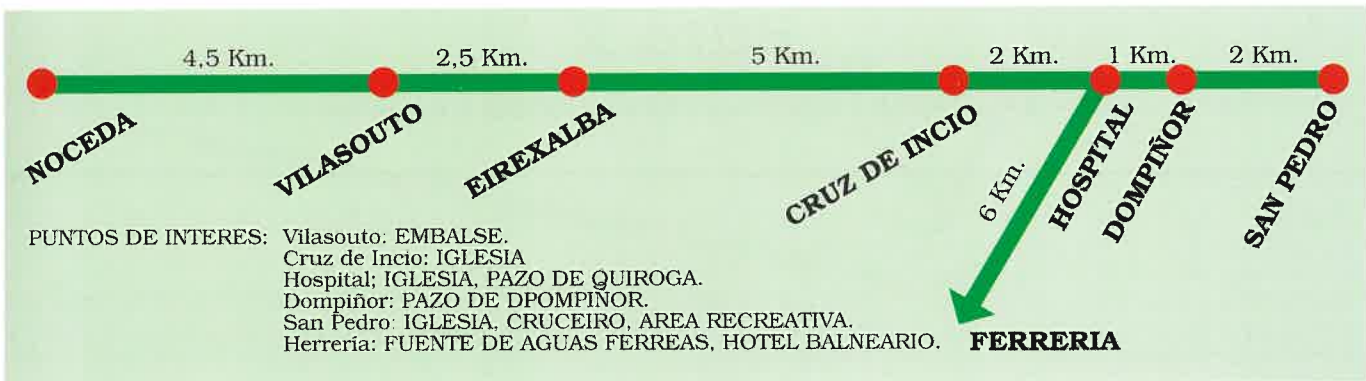 4,5 Km. 2,5 Km. 5 Km. 2 Km. 1 Km. 2 Km.
NOCEDA
VILASOUTO
EIREXALBA
CRUZ DE INCIO
HOSPITAL
DOMPIÑOR
SAN PEDRO
6 Km.
PUNTOS DE INTERES: Vilasouto: EMBALSE.
Cruz de Incio: IGLESIA
Hospital; IGLESIA, PAZO DE QUIROGA.
Dompiñor: PAZO DE DPOMPIÑOR.
San Pedro: IGLESIA, CRUCEIRO, AREA RECREATIVA.
Herrería: FUENTE DE AGUAS FERREAS, HOTEL BALNEARIO.
FERRERIA